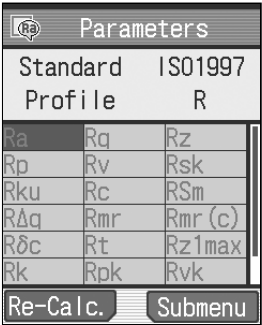 Ra Parameters
Standard ISO1997
Profile R
Ra Rq Rz
Rp Rv Rsk
Rku Rc RSm
RΔq Rmr Rmr(c)
Rδc Rt Rz1max
Rk Rpk Rvk
Re-Calc. Submenu